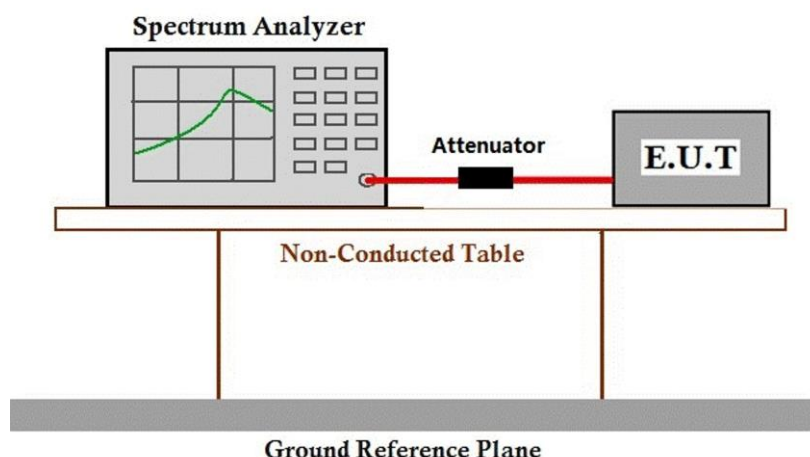 Spectrum Analyzer
Attenuator
E.U.T
Non-Conducted Table
Ground Reference Plane